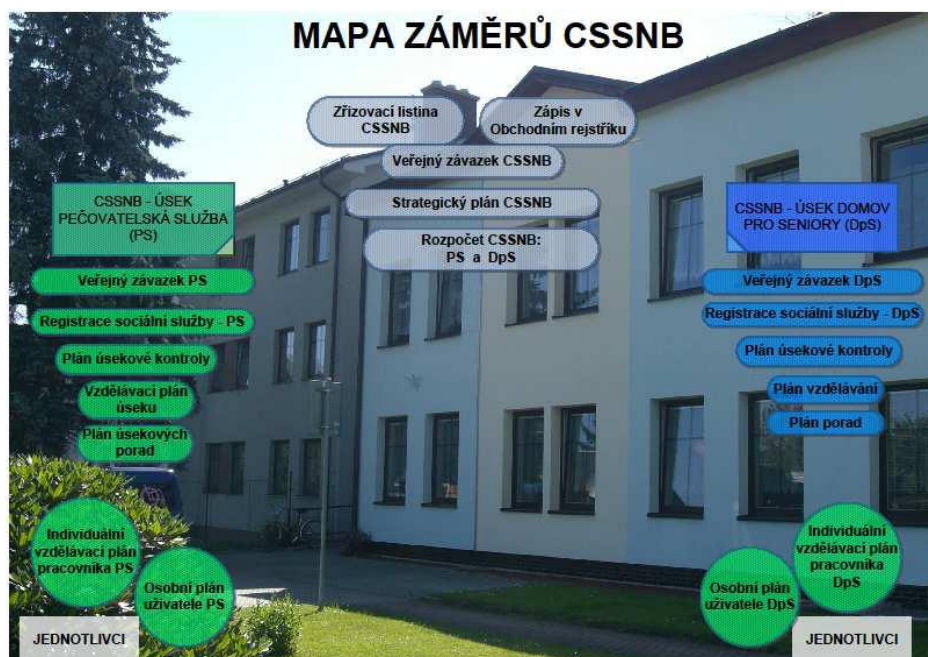 MAPA ZÁMĚRŮ CSSNB
Zřizovací listina
CSSNB
Zápis v
Obchodním rejstříku
Veřejný závazek CSSNB
Strategický plán CSSNB
Rozpočet CSSNB:
PS a DpS
CSSNB - ÚSEK
PEČOVATELSKÁ SLUŽBA
(PS)
Veřejný závazek PS
Registrace sociální služby - PS
Plán úsekové kontroly
Vzdělávací plán
úseku
Plán úsekových
porad
Individuální
vzdělávací plán
pracovníka PS
Osobní plán
uživatele PS
JEDNOTLIVCI
CSSNB - ÚSEK DOMOV
PRO SENIORY (DpS)
Veřejný závazek DpS
Registrace sociální služby - DpS
Plán úsekové kontroly
Plán vzdělávání
Plán porad
Individuální
vzdělávací plán
pracovníka
DpS
Osobní plán
uživatele DpS
JEDNOTLIVCI